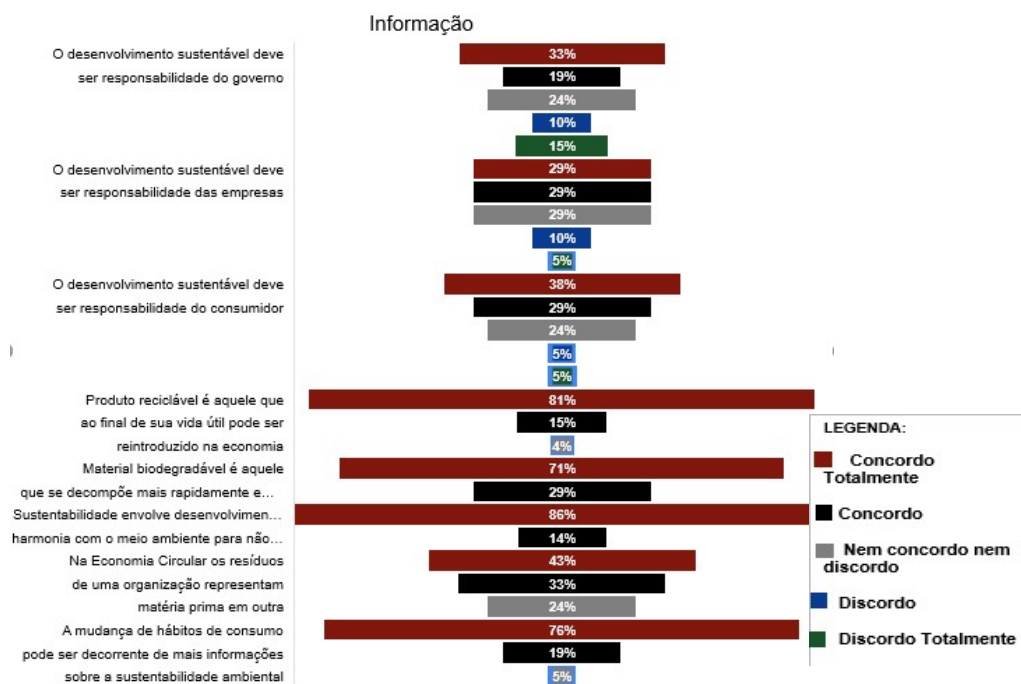 Informação
O desenvolvimento sustentável deve
ser responsabilidade do governo
33%
19%
24%
10%
15%
O desenvolvimento sustentável deve
ser responsabilidade das empresas
29%
29%
29%
10%
5%
O desenvolvimento sustentável deve
ser responsabilidade do consumidor
38%
29%
24%
5%
5%
Produto reciclável é aquele que
ao final de sua vida útil pode ser
reintroduzido na economia
81%
15%
4%
Material biodegradável é aquele
que se decompõe mais rapidamente e...
71%
29%
Sustentabilidade envolve desenvolvimen...
harmonia com o meio ambiente para não...
86%
14%
Na Economia Circular os resíduos
de uma organização representam
matéria prima em outra
43%
33%
24%
A mudança de hábitos de consumo
pode ser decorrente de mais informações
sobre a sustentabilidade ambiental
76%
19%
5%
LEGENDA:
Concordo
Totalmente
Concordo
Nem concordo nem
discordo
Discordo
Discordo Totalmente